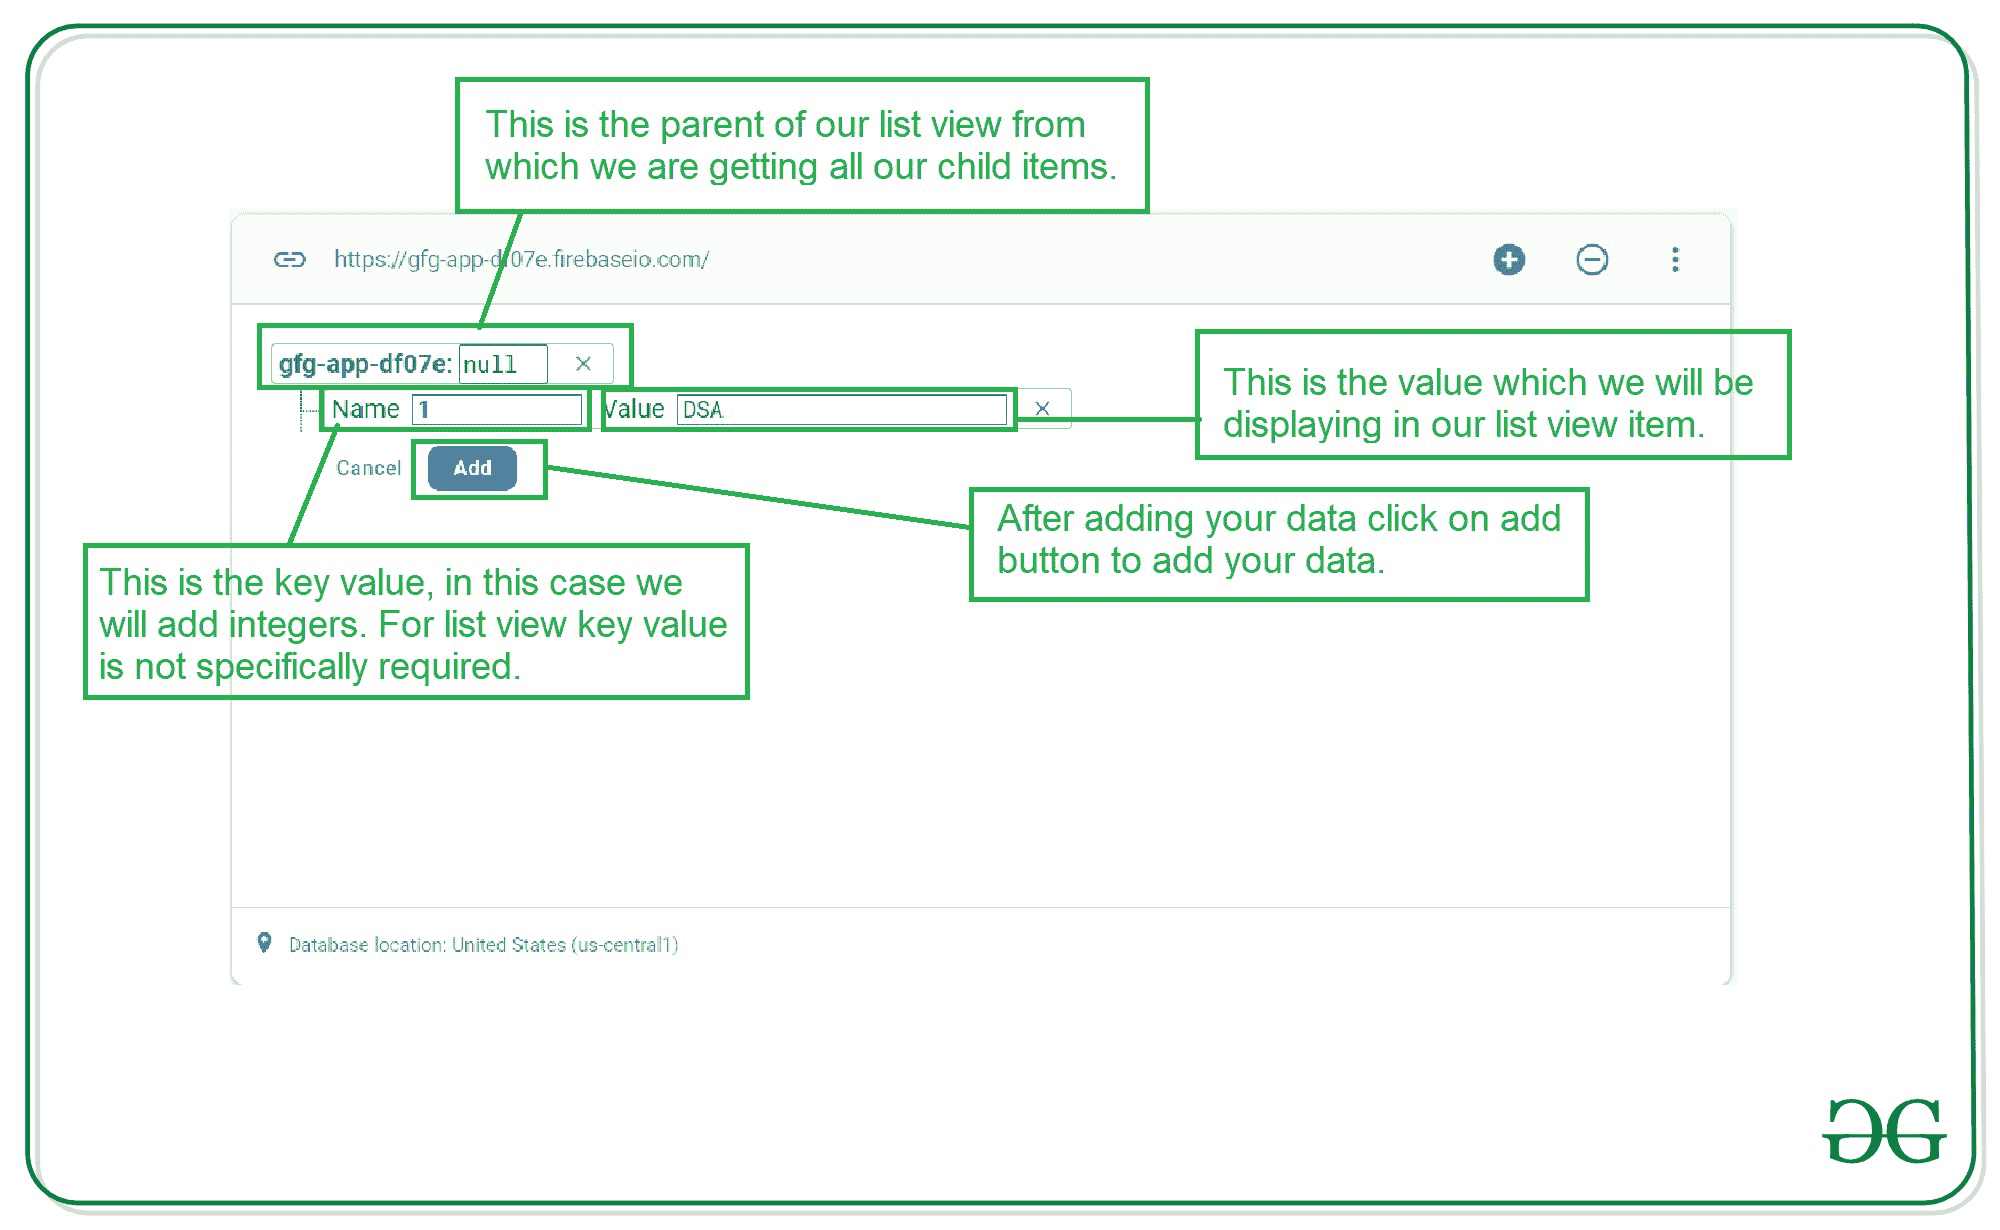 This is the parent of our list view from
which we are getting all our child items.
https://gfg-app-df07e.firebaseio.com/
gfg-app-df07e: null
Name 1 Value DSA
This is the value which we will be
displaying in our list view item.
Cancel Add
After adding your data click on add
button to add your data.
This is the key value, in this case we
will add integers. For list view key value
is not specifically required.
Database location: United States (us-central1)